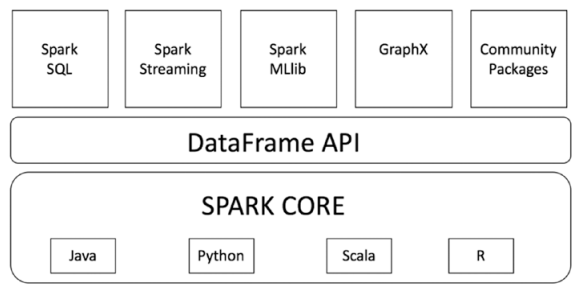 Spark
SQL
Spark
Streaming
Spark
MLlib
GraphX
Community
Packages
DataFrame API
SPARK CORE
Java
Python
Scala
R